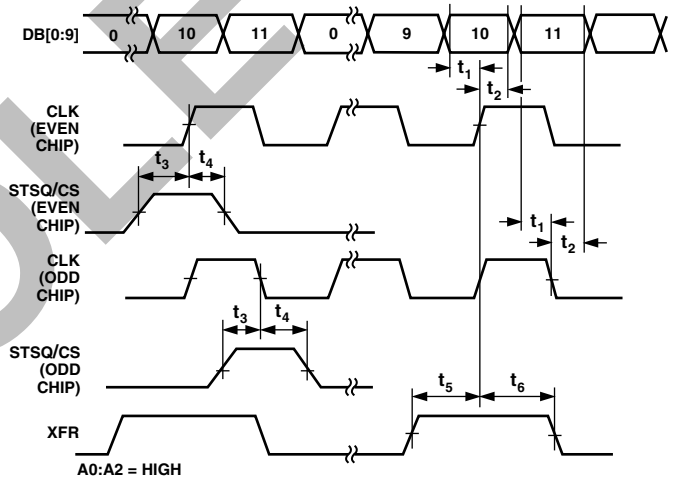 DB[0:9] 0 10 11 0 9 10 11
t1
t2
CLK
(EVEN
CHIP)
t3 t4
STSQ/CS
(EVEN
CHIP)
t1
t2
CLK
(ODD
CHIP)
t3 t4
STSQ/CS
(ODD
CHIP)
t5 t6
XFR
A0:A2 = HIGH